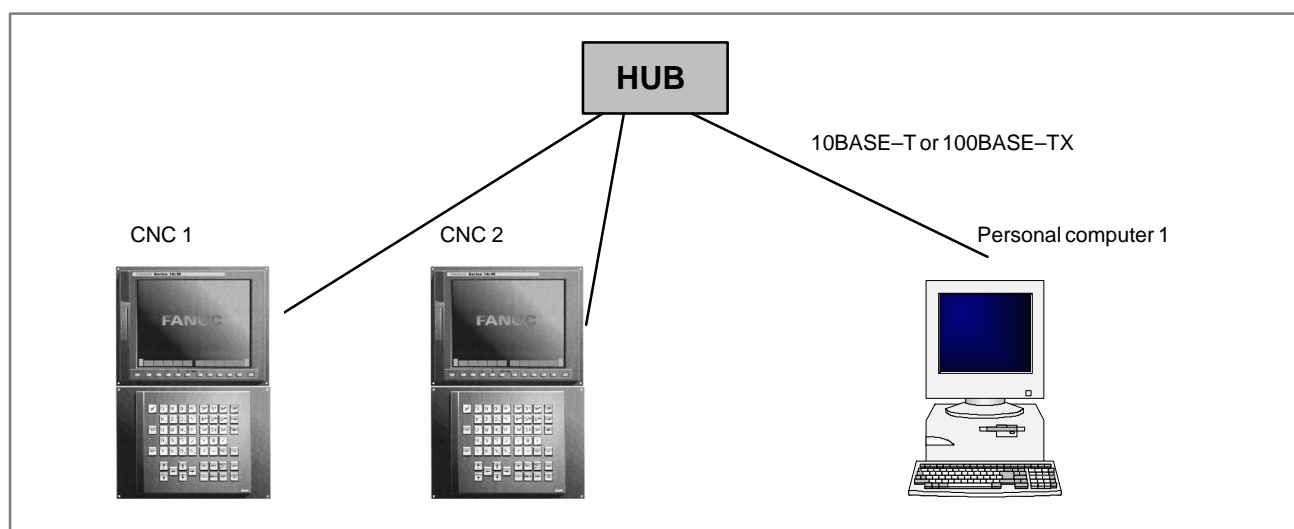 HUB
10BASE–T or 100BASE–TX
CNC 1
CNC 2
Personal computer 1
FANUC
FANUC